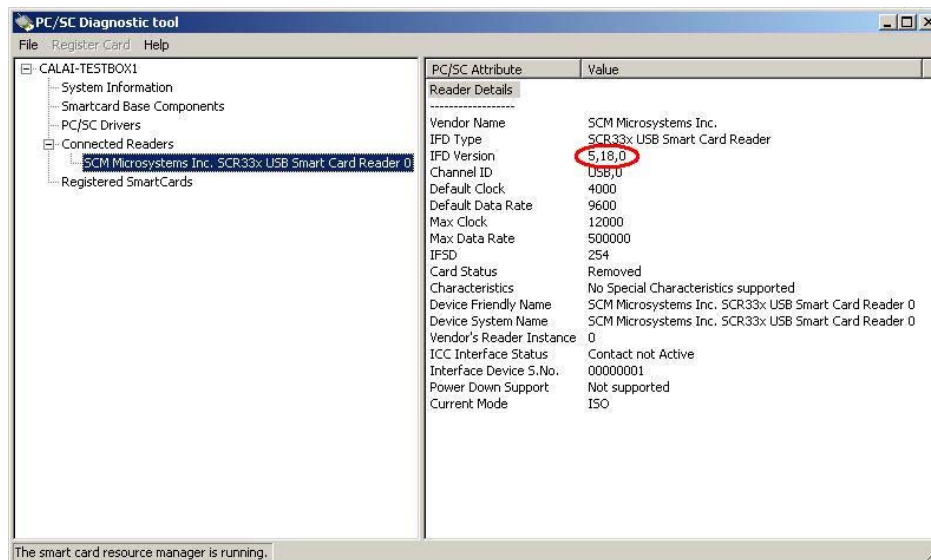 PC/SC Diagnostic tool
File Register Card Help
CALAI-TESTBOX1
System Information
Smartcard Base Components
PC/SC Drivers
Connected Readers
SCM Microsystems Inc. SCR33x USB Smart Card Reader 0
Registered SmartCards
PC/SC Attribute Value
Reader Details
------------------
Vendor Name SCM Microsystems Inc.
IFD Type SCR33x USB Smart Card Reader
IFD Version 5,18,0
Channel ID USB,0
Default Clock 4000
Default Data Rate 9600
Max Clock 12000
Max Data Rate 500000
IFSD 254
Card Status Removed
Characteristics No Special Characteristics supported
Device Friendly Name SCM Microsystems Inc. SCR33x USB Smart Card Reader 0
Device System Name SCM Microsystems Inc. SCR33x USB Smart Card Reader 0
Vendor's Reader Instance 0
ICC Interface Status Contact not Active
Interface Device S.No. 00000001
Power Down Support Not supported
Current Mode ISO
The smart card resource manager is running.